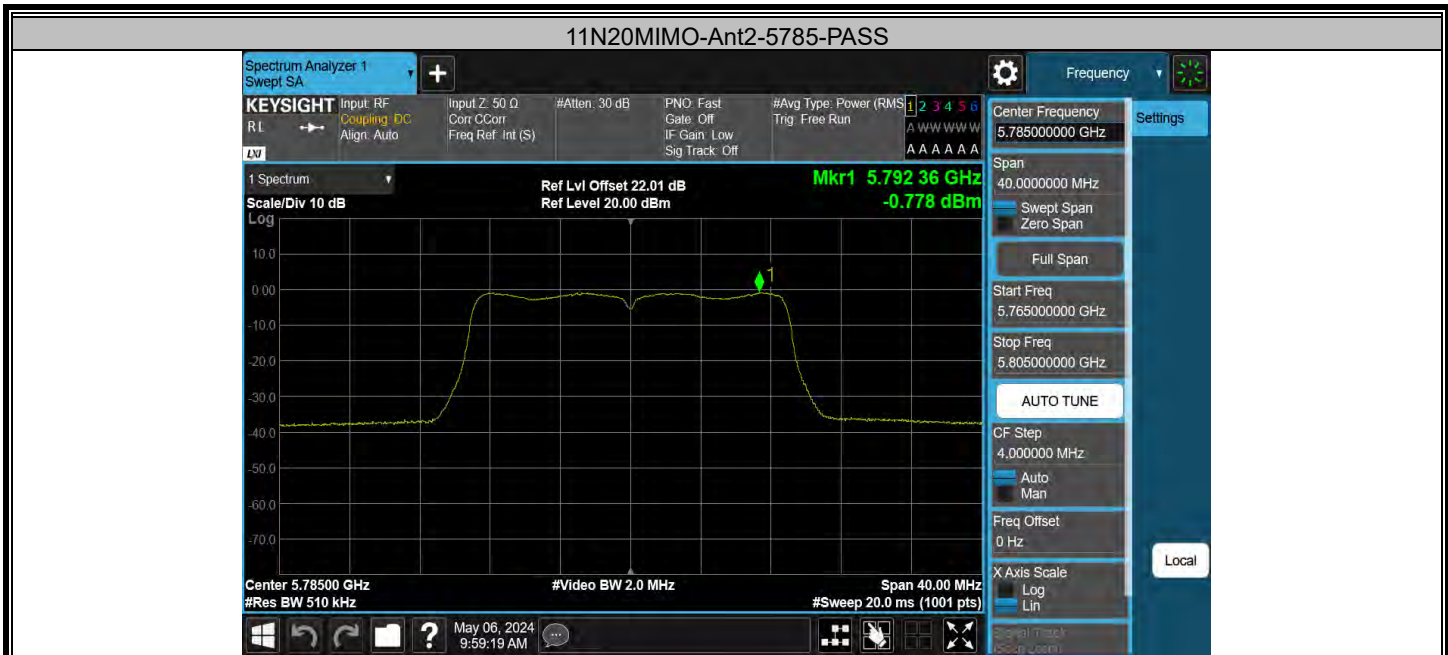 11N20MIMO-Ant2-5785-PASS
Spectrum Analyzer 1
Swept SA
Frequency
KEYSIGHT
RL
LXI
Input: RF
Coupling: DC
Align: Auto
Input Z: 50 Ω
Corr CCorr
Freq Ref: Int (S)
#Atten: 30 dB
PNO: Fast
Gate: Off
IF Gain: Low
Sig Track: Off
#Avg Type: Power (RMS
Trig: Free Run
1 2 3 4 5 6
A W W W W W
A A A A A A
1 Spectrum
Scale/Div 10 dB
Log
Ref Lvl Offset 22.01 dB
Ref Level 20.00 dBm
Mkr1 5.792 36 GHz
-0.778 dBm
10.0
0.00
-10.0
-20.0
-30.0
-40.0
-50.0
-60.0
-70.0
1
Center 5.78500 GHz
#Res BW 510 kHz
#Video BW 2.0 MHz
Span 40.00 MHz
#Sweep 20.0 ms (1001 pts)
Center Frequency
5.785000000 GHz
Settings
Span
40.0000000 MHz
Swept Span
Zero Span
Full Span
Start Freq
5.765000000 GHz
Stop Freq
5.805000000 GHz
AUTO TUNE
CF Step
4.000000 MHz
Auto
Man
Freq Offset
0 Hz
X Axis Scale
Log
Lin
Local
Signal Track
(Span Zoom)
?
May 06, 2024
9:59:19 AM